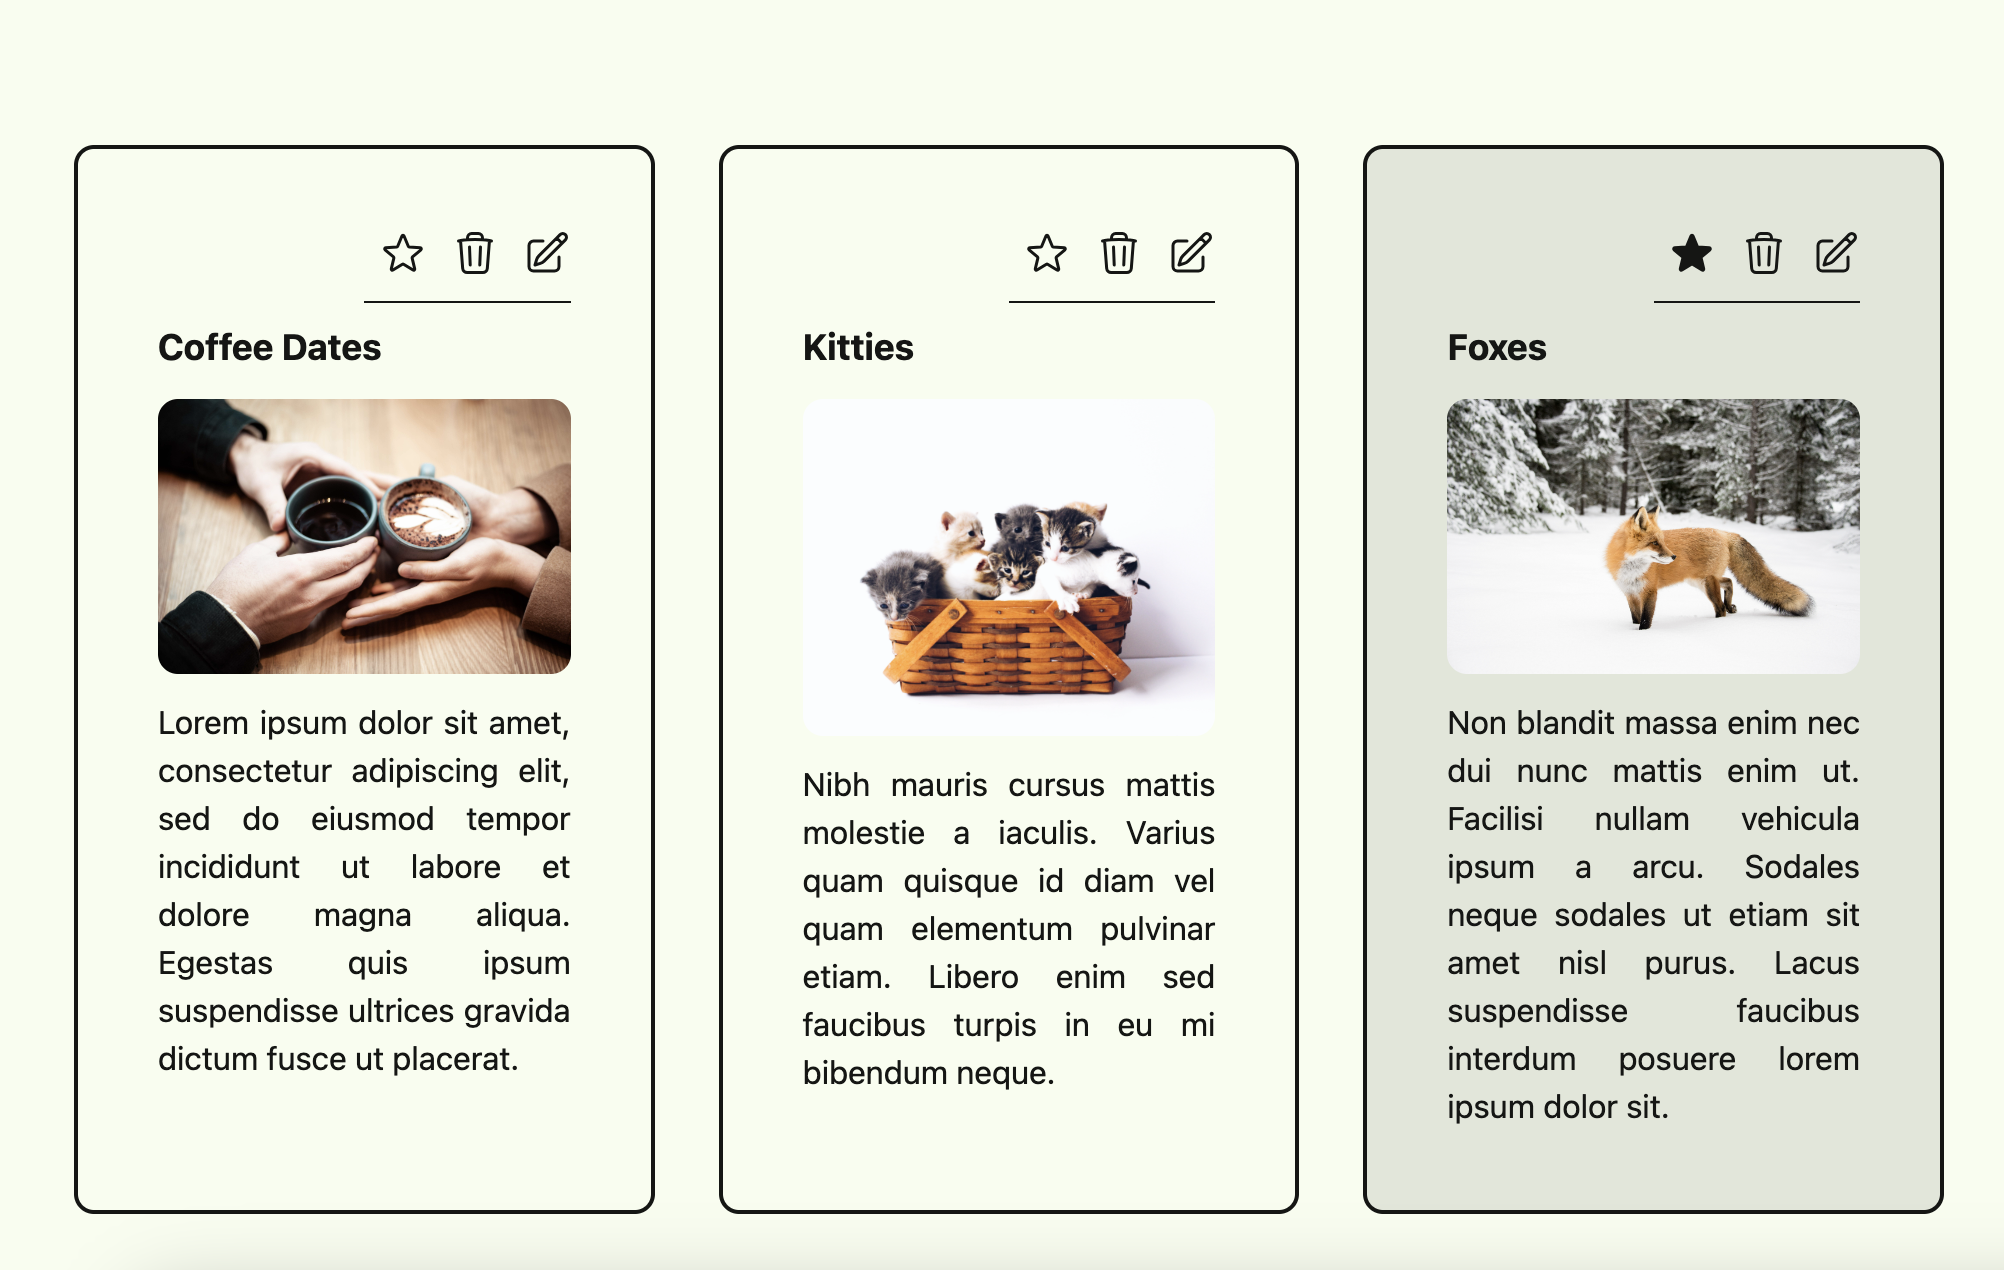 Coffee Dates
Lorem ipsum dolor sit amet,
consectetur adipiscing elit,
sed do eiusmod tempor
incididunt ut labore et
dolore magna aliqua.
Egestas quis ipsum
suspendisse ultrices gravida
dictum fusce ut placerat.
Kitties
Nibh mauris cursus mattis
molestie a iaculis. Varius
quam quisque id diam vel
quam elementum pulvinar
etiam. Libero enim sed
faucibus turpis in eu mi
bibendum neque.
Foxes
Non blandit massa enim nec
dui nunc mattis enim ut.
Facilisi nullam vehicula
ipsum a arcu. Sodales
neque sodales ut etiam sit
amet nisl purus. Lacus
suspendisse faucibus
interdum posuere lorem
ipsum dolor sit.